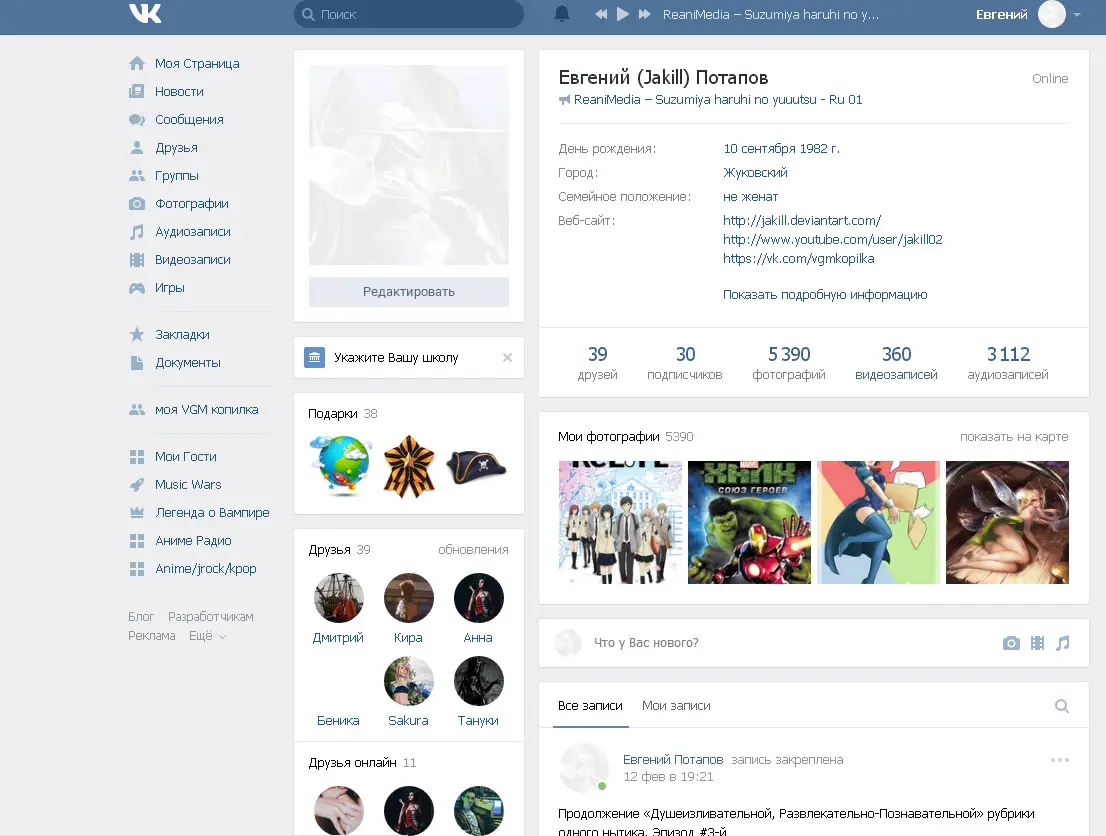 VK
Поиск
ReaniMedia – Suzumiya haruhi no y...
Евгений
Моя Страница
Новости
Сообщения
Друзья
Группы
Фотографии
Аудиозаписи
Видеозаписи
Игры
Закладки
Документы
моя VGM копилка
Мои Гости
Music Wars
Легенда о Вампире
Аниме Радио
Anime/jrock/kpop
Блог Разработчикам
Реклама Ещё
Редактировать
Укажите Вашу школу
Подарки 38
Друзья 39 обновления
Дмитрий Кира Анна
Беника Sakura Тануки
Друзья онлайн 11
Евгений (Jakill) Потапов Online
ReaniMedia – Suzumiya haruhi no yuuutsu - Ru 01
День рождения: 10 сентября 1982 г.
Город: Жуковский
Семейное положение: не женат
Веб-сайт: http://jakill.deviantart.com/
http://www.youtube.com/user/jakill02
https://vk.com/vgmkopilka
Показать подробную информацию
39 30 5 390 360 3 112
друзей подписчиков фотографий видеозаписей аудиозаписей
Мои фотографии 5390 показать на карте
MARVEL
ХАЛК
СОЮЗ ГЕРОЕВ
Что у Вас нового?
Все записи Мои записи
Евгений Потапов запись закреплена
12 фев в 19:21
Продолжение «Душеизливательной, Развлекательно-Познавательной» рубрики
одного нытика. Эпизод #3-й